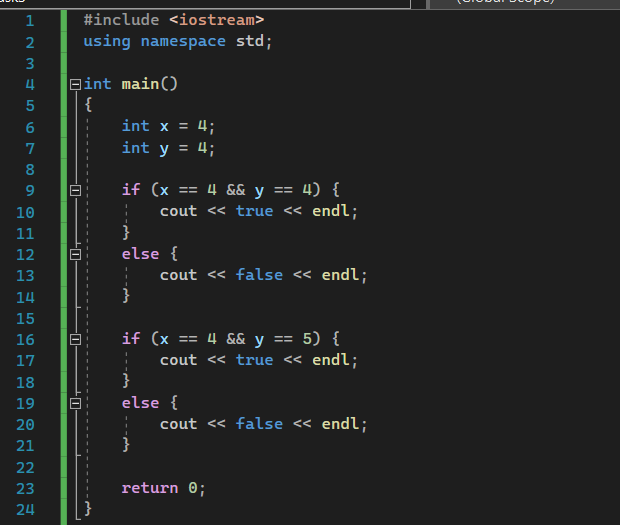 1 #include <iostream>
2 using namespace std;
3
4 int main()
5 {
6 int x = 4;
7 int y = 4;
8
9 if (x == 4 && y == 4) {
10 cout << true << endl;
11 }
12 else {
13 cout << false << endl;
14 }
15
16 if (x == 4 && y == 5) {
17 cout << true << endl;
18 }
19 else {
20 cout << false << endl;
21 }
22
23 return 0;
24 }